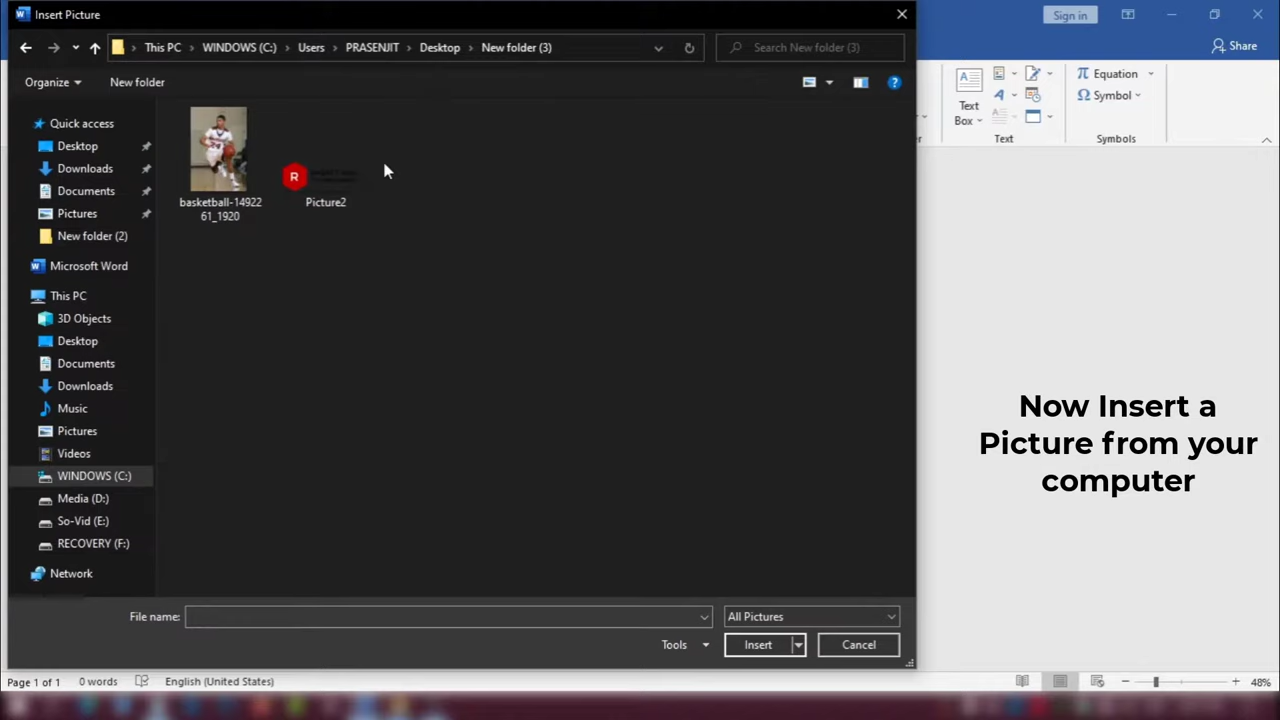 Insert Picture
Sign in
This PC > WINDOWS (C:) > Users > PRASENJIT > Desktop > New folder (3)
Search New folder (3)
Share
Organize
New folder
Text
Box
Equation
Symbol
Text
Symbols
Quick access
Desktop
Downloads
Documents
Pictures
New folder (2)
Microsoft Word
This PC
3D Objects
Desktop
Documents
Downloads
Music
Pictures
Videos
WINDOWS (C:)
Media (D:)
So-Vid (E:)
RECOVERY (F:)
Network
R
basketball-14922
61_1920
Picture2
Now Insert a
Picture from your
computer
File name:
All Pictures
Tools
Insert
Cancel
Page 1 of 1
0 words
English (United States)
48%